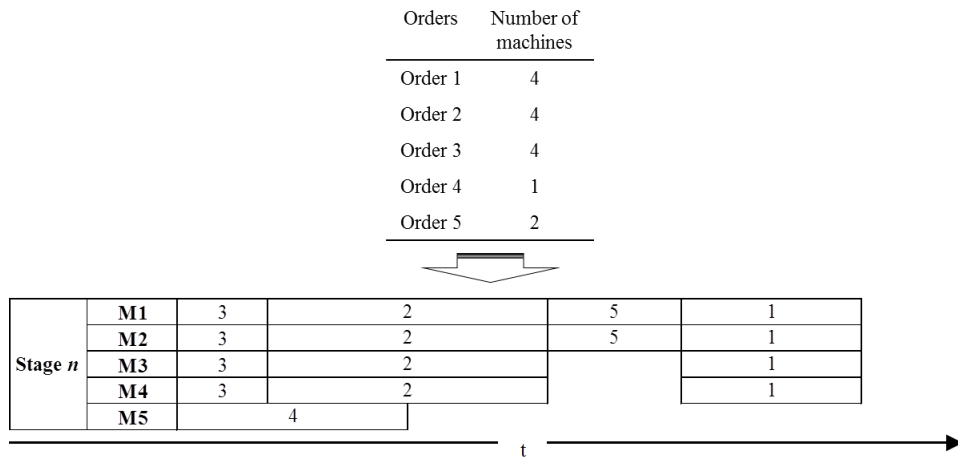 Orders Number of
machines
Order 1 4
Order 2 4
Order 3 4
Order 4 1
Order 5 2
M1 3 2 5 1
M2 3 2 5 1
Stage n M3 3 2 1
M4 3 2 1
M5 4
t